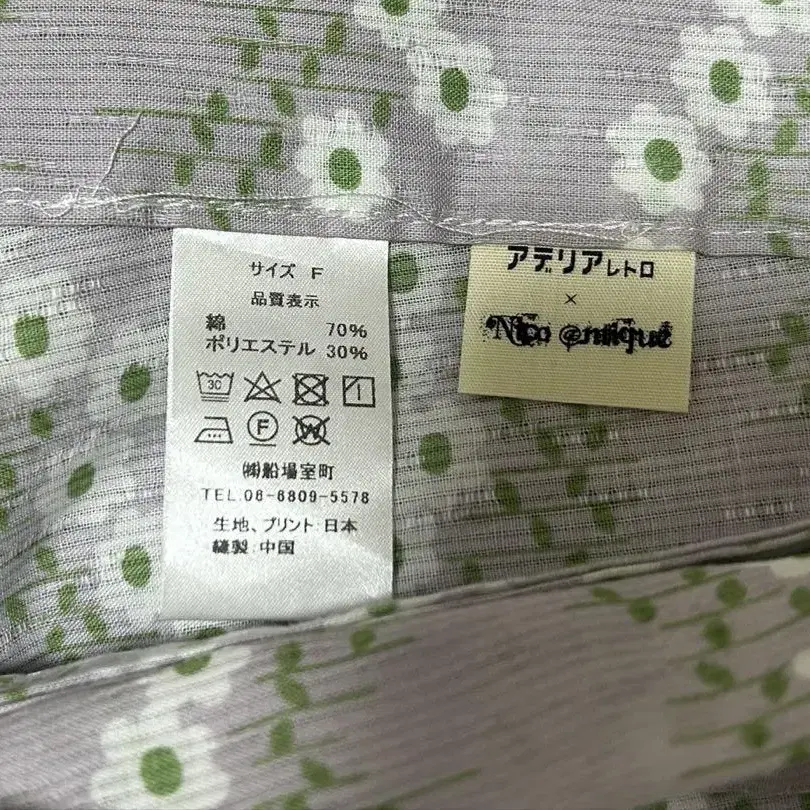 サイズ F
品質表示
綿 70%
ポリエステル 30%
30
F
W
㈱船場室町
TEL.06-6809-5578
生地、プリント:日本
縫製:中国
アデリアレトロ
×
Nico @ntique